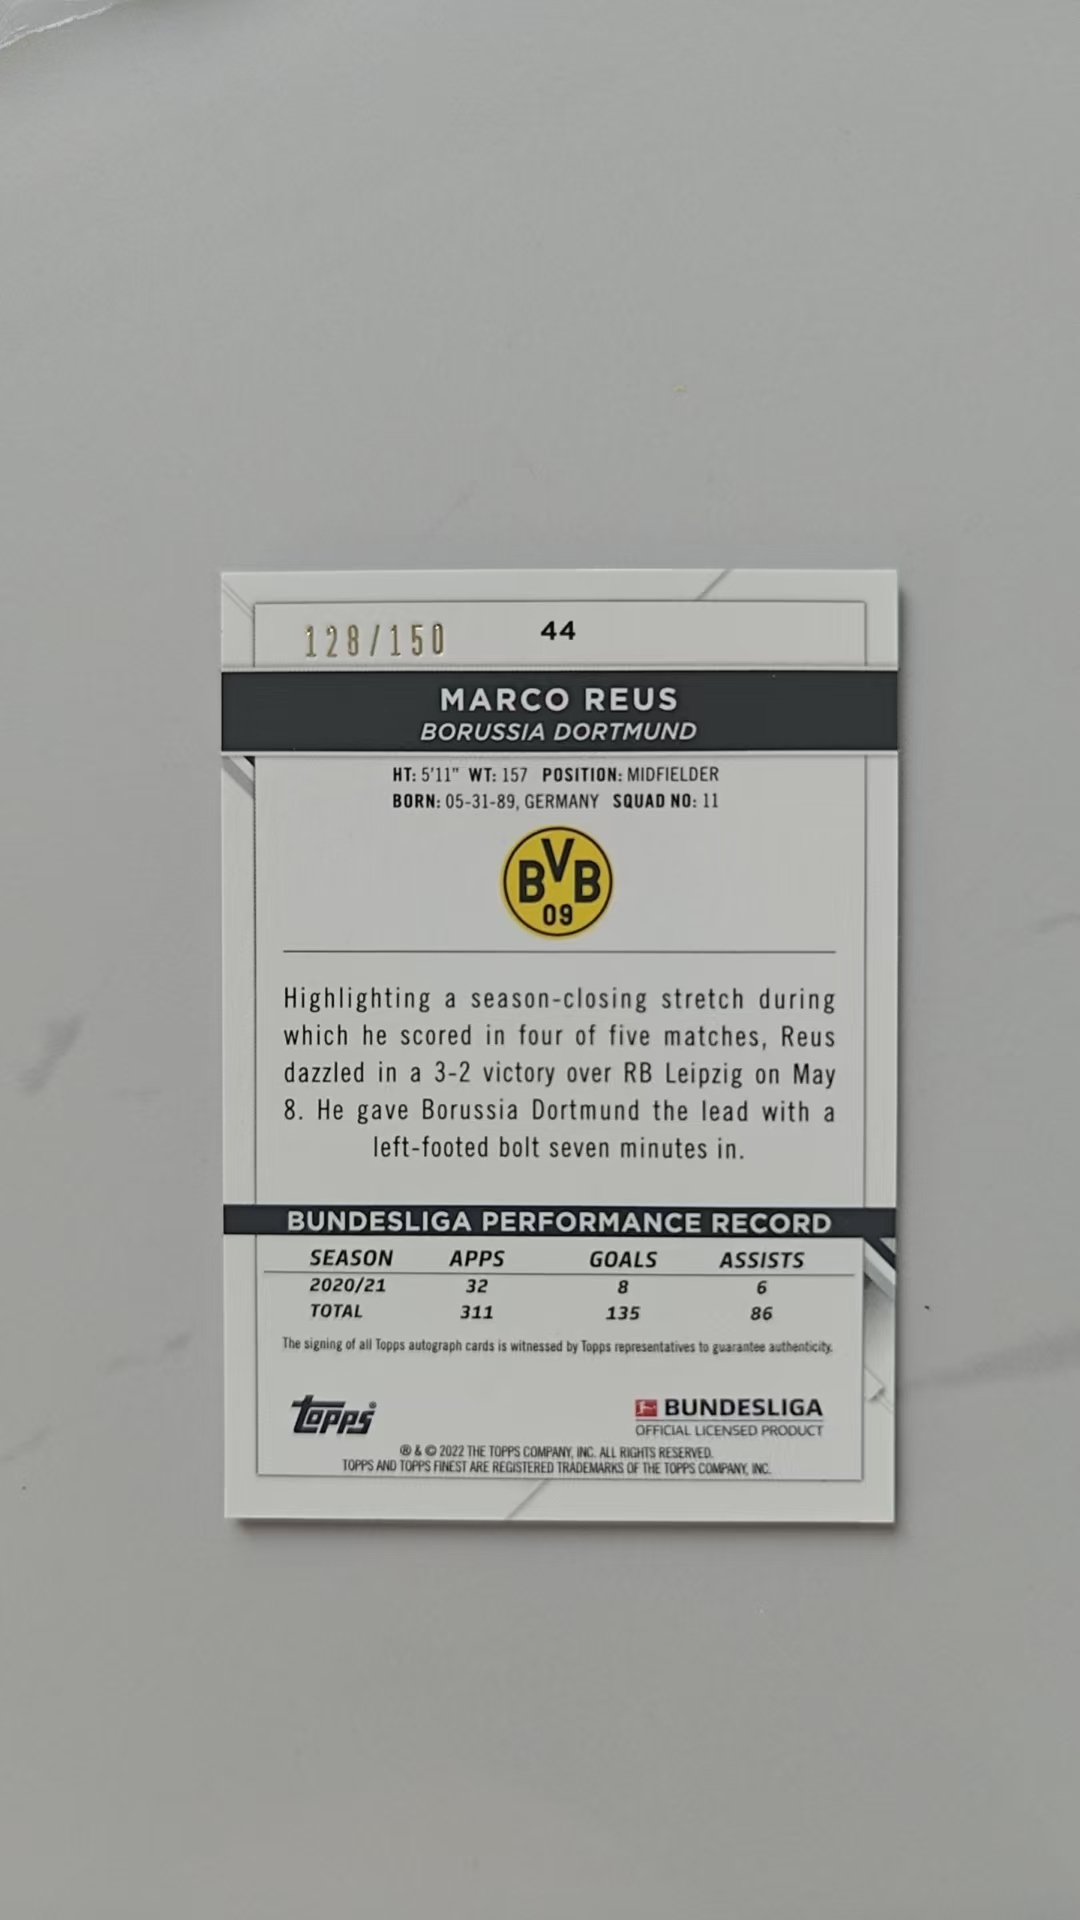 128/150 44
MARCO REUS
BORUSSIA DORTMUND
HT: 5'11" WT: 157 POSITION: MIDFIELDER
BORN: 05-31-89, GERMANY SQUAD NO: 11
BVB
09
Highlighting a season-closing stretch during
which he scored in four of five matches, Reus
dazzled in a 3-2 victory over RB Leipzig on May
8. He gave Borussia Dortmund the lead with a
left-footed bolt seven minutes in.
BUNDESLIGA PERFORMANCE RECORD
SEASON APPS GOALS ASSISTS
2020/21 32 8 6
TOTAL 311 135 86
The signing of all Topps autograph cards is witnessed by Topps representatives to guarantee authenticity.
Topps® BUNDESLIGA
OFFICIAL LICENSED PRODUCT
® & © 2022 THE TOPPS COMPANY, INC. ALL RIGHTS RESERVED.
TOPPS AND TOPPS FINEST ARE REGISTERED TRADEMARKS OF THE TOPPS COMPANY, INC.